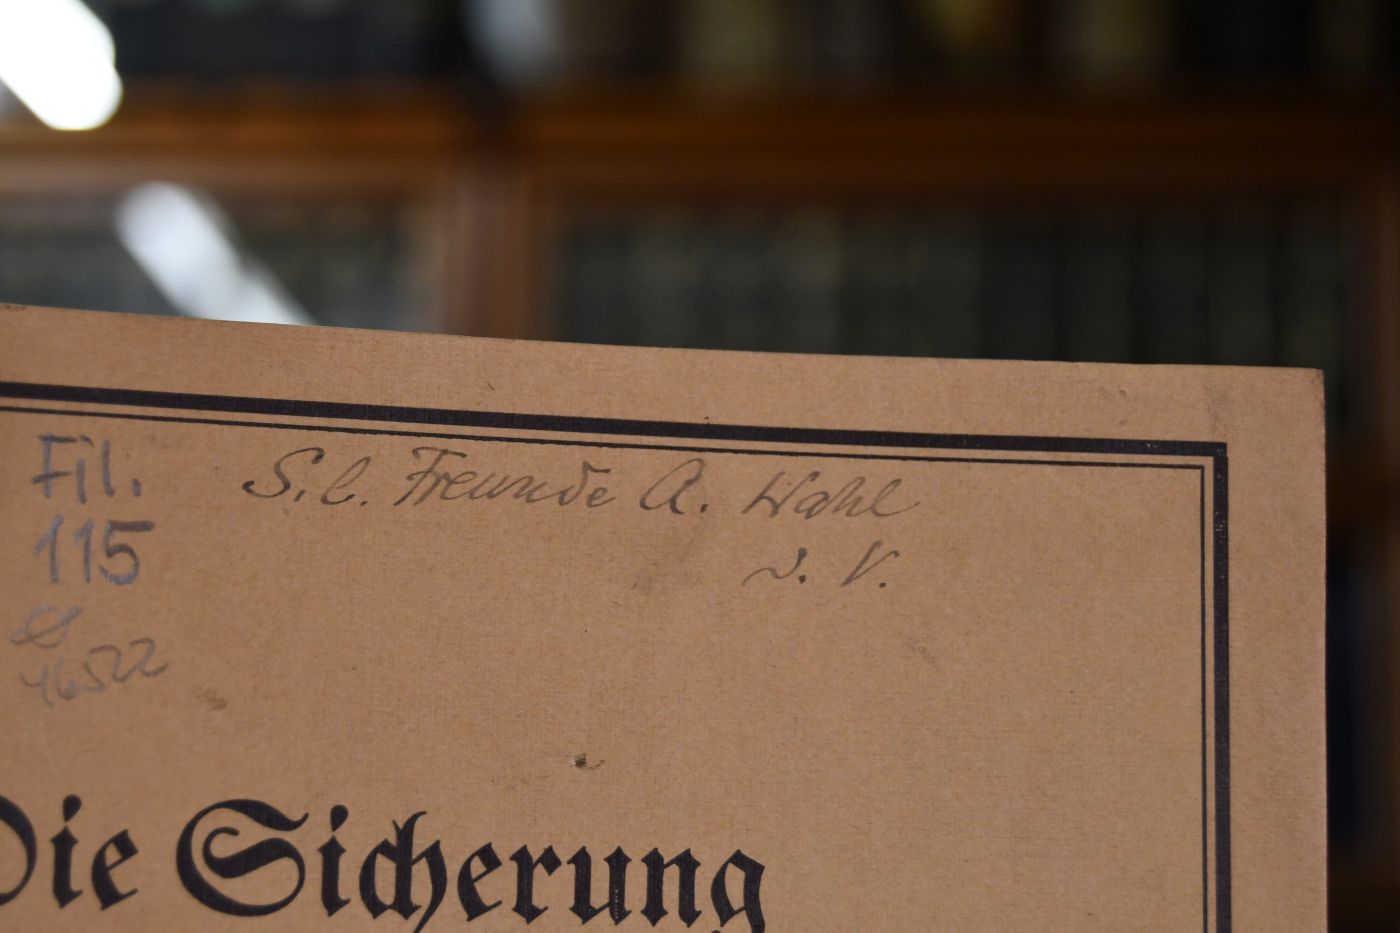 Fil.
115
46522
S. l. Freunde A. Wahl
d. V.
Die Sicherung